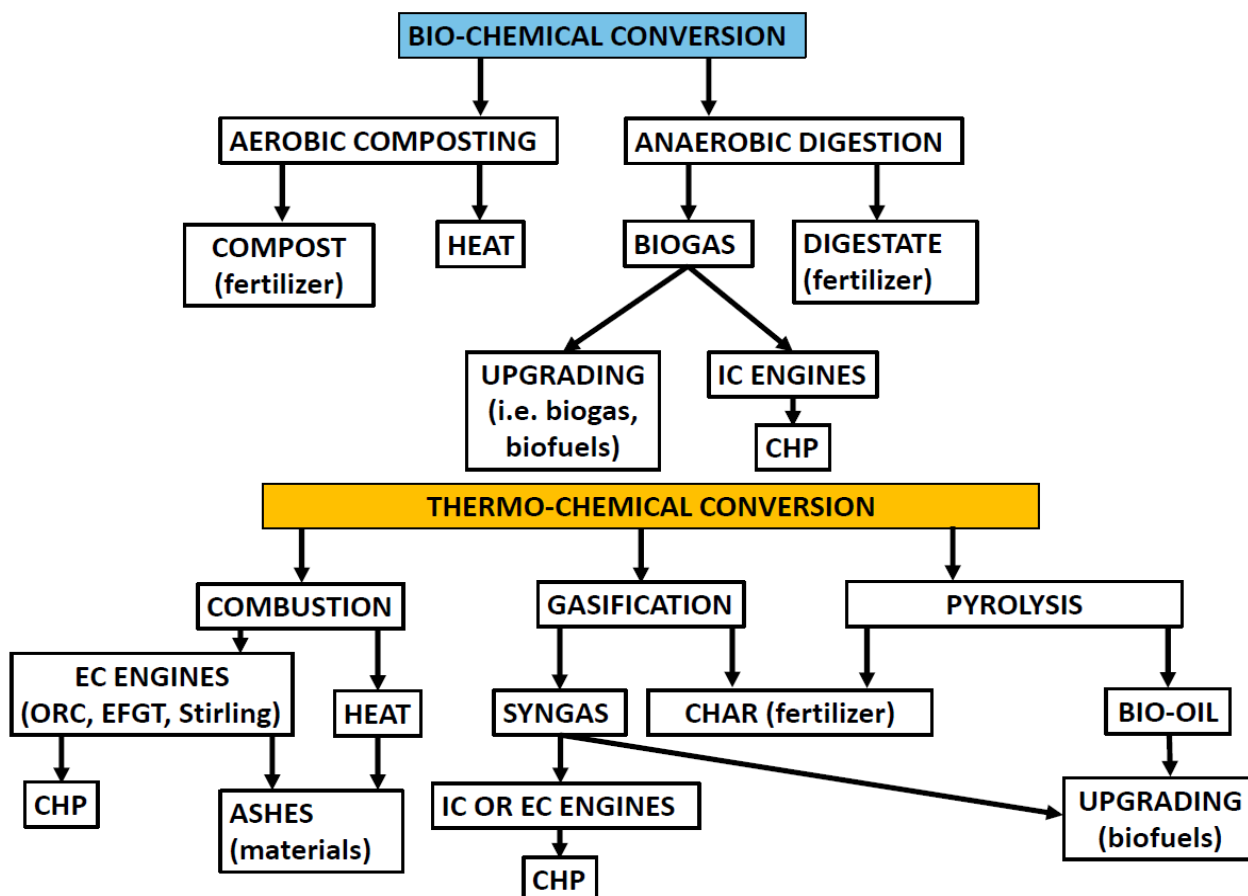 BIO-CHEMICAL CONVERSION
AEROBIC COMPOSTING
ANAEROBIC DIGESTION
COMPOST
(fertilizer)
HEAT
BIOGAS
DIGESTATE
(fertilizer)
UPGRADING
(i.e. biogas,
biofuels)
IC ENGINES
CHP
THERMO-CHEMICAL CONVERSION
COMBUSTION
GASIFICATION
PYROLYSIS
EC ENGINES
(ORC, EFGT, Stirling)
HEAT
SYNGAS
CHAR (fertilizer)
BIO-OIL
CHP
ASHES
(materials)
IC OR EC ENGINES
UPGRADING
(biofuels)
CHP